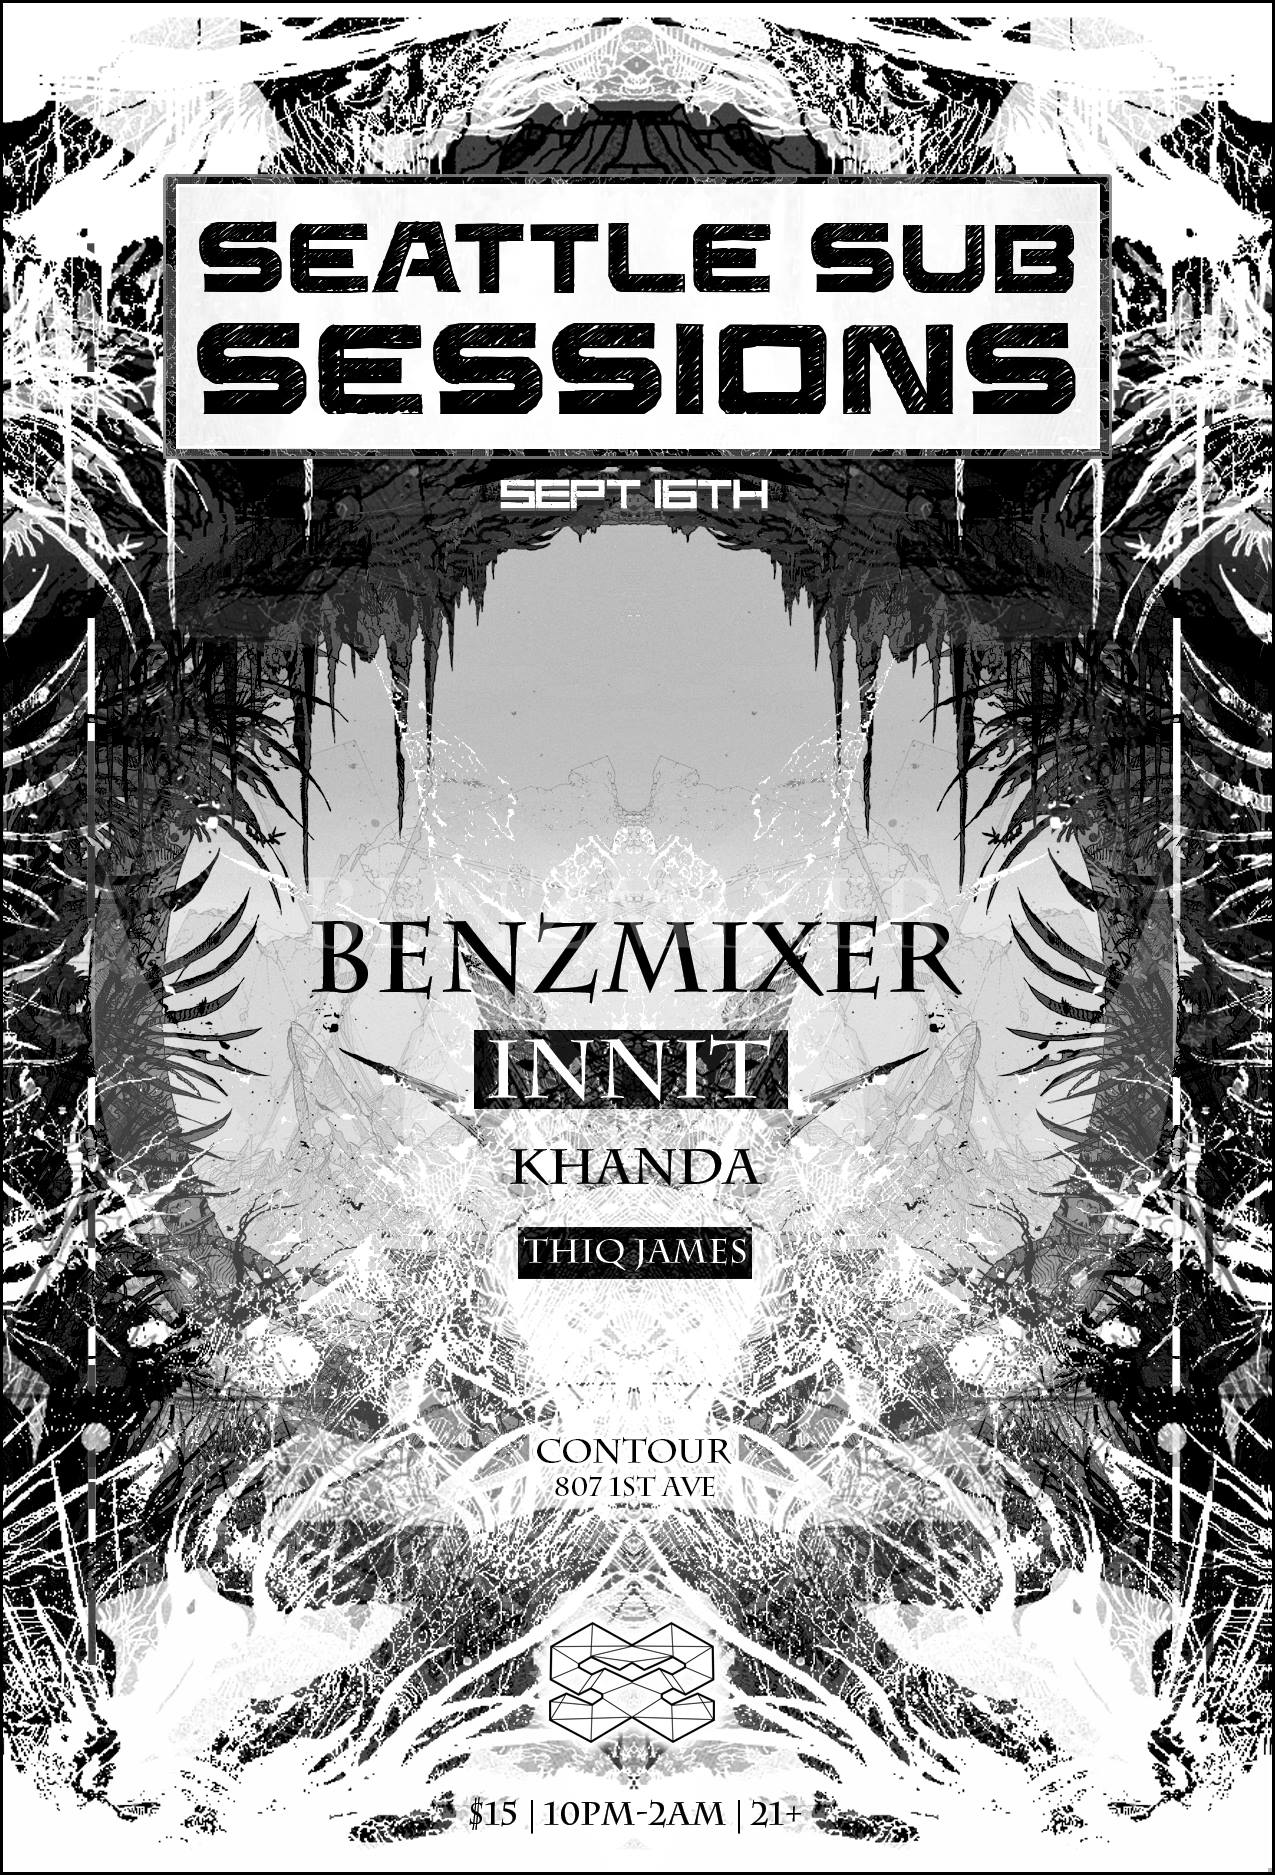 SEATTLE SUB
SESSIONS
SEPT 16TH
BENZMIXER
INNIT
KHANDA
THIQ JAMES
CONTOUR
807 1ST AVE
$15 | 10PM-2AM | 21+